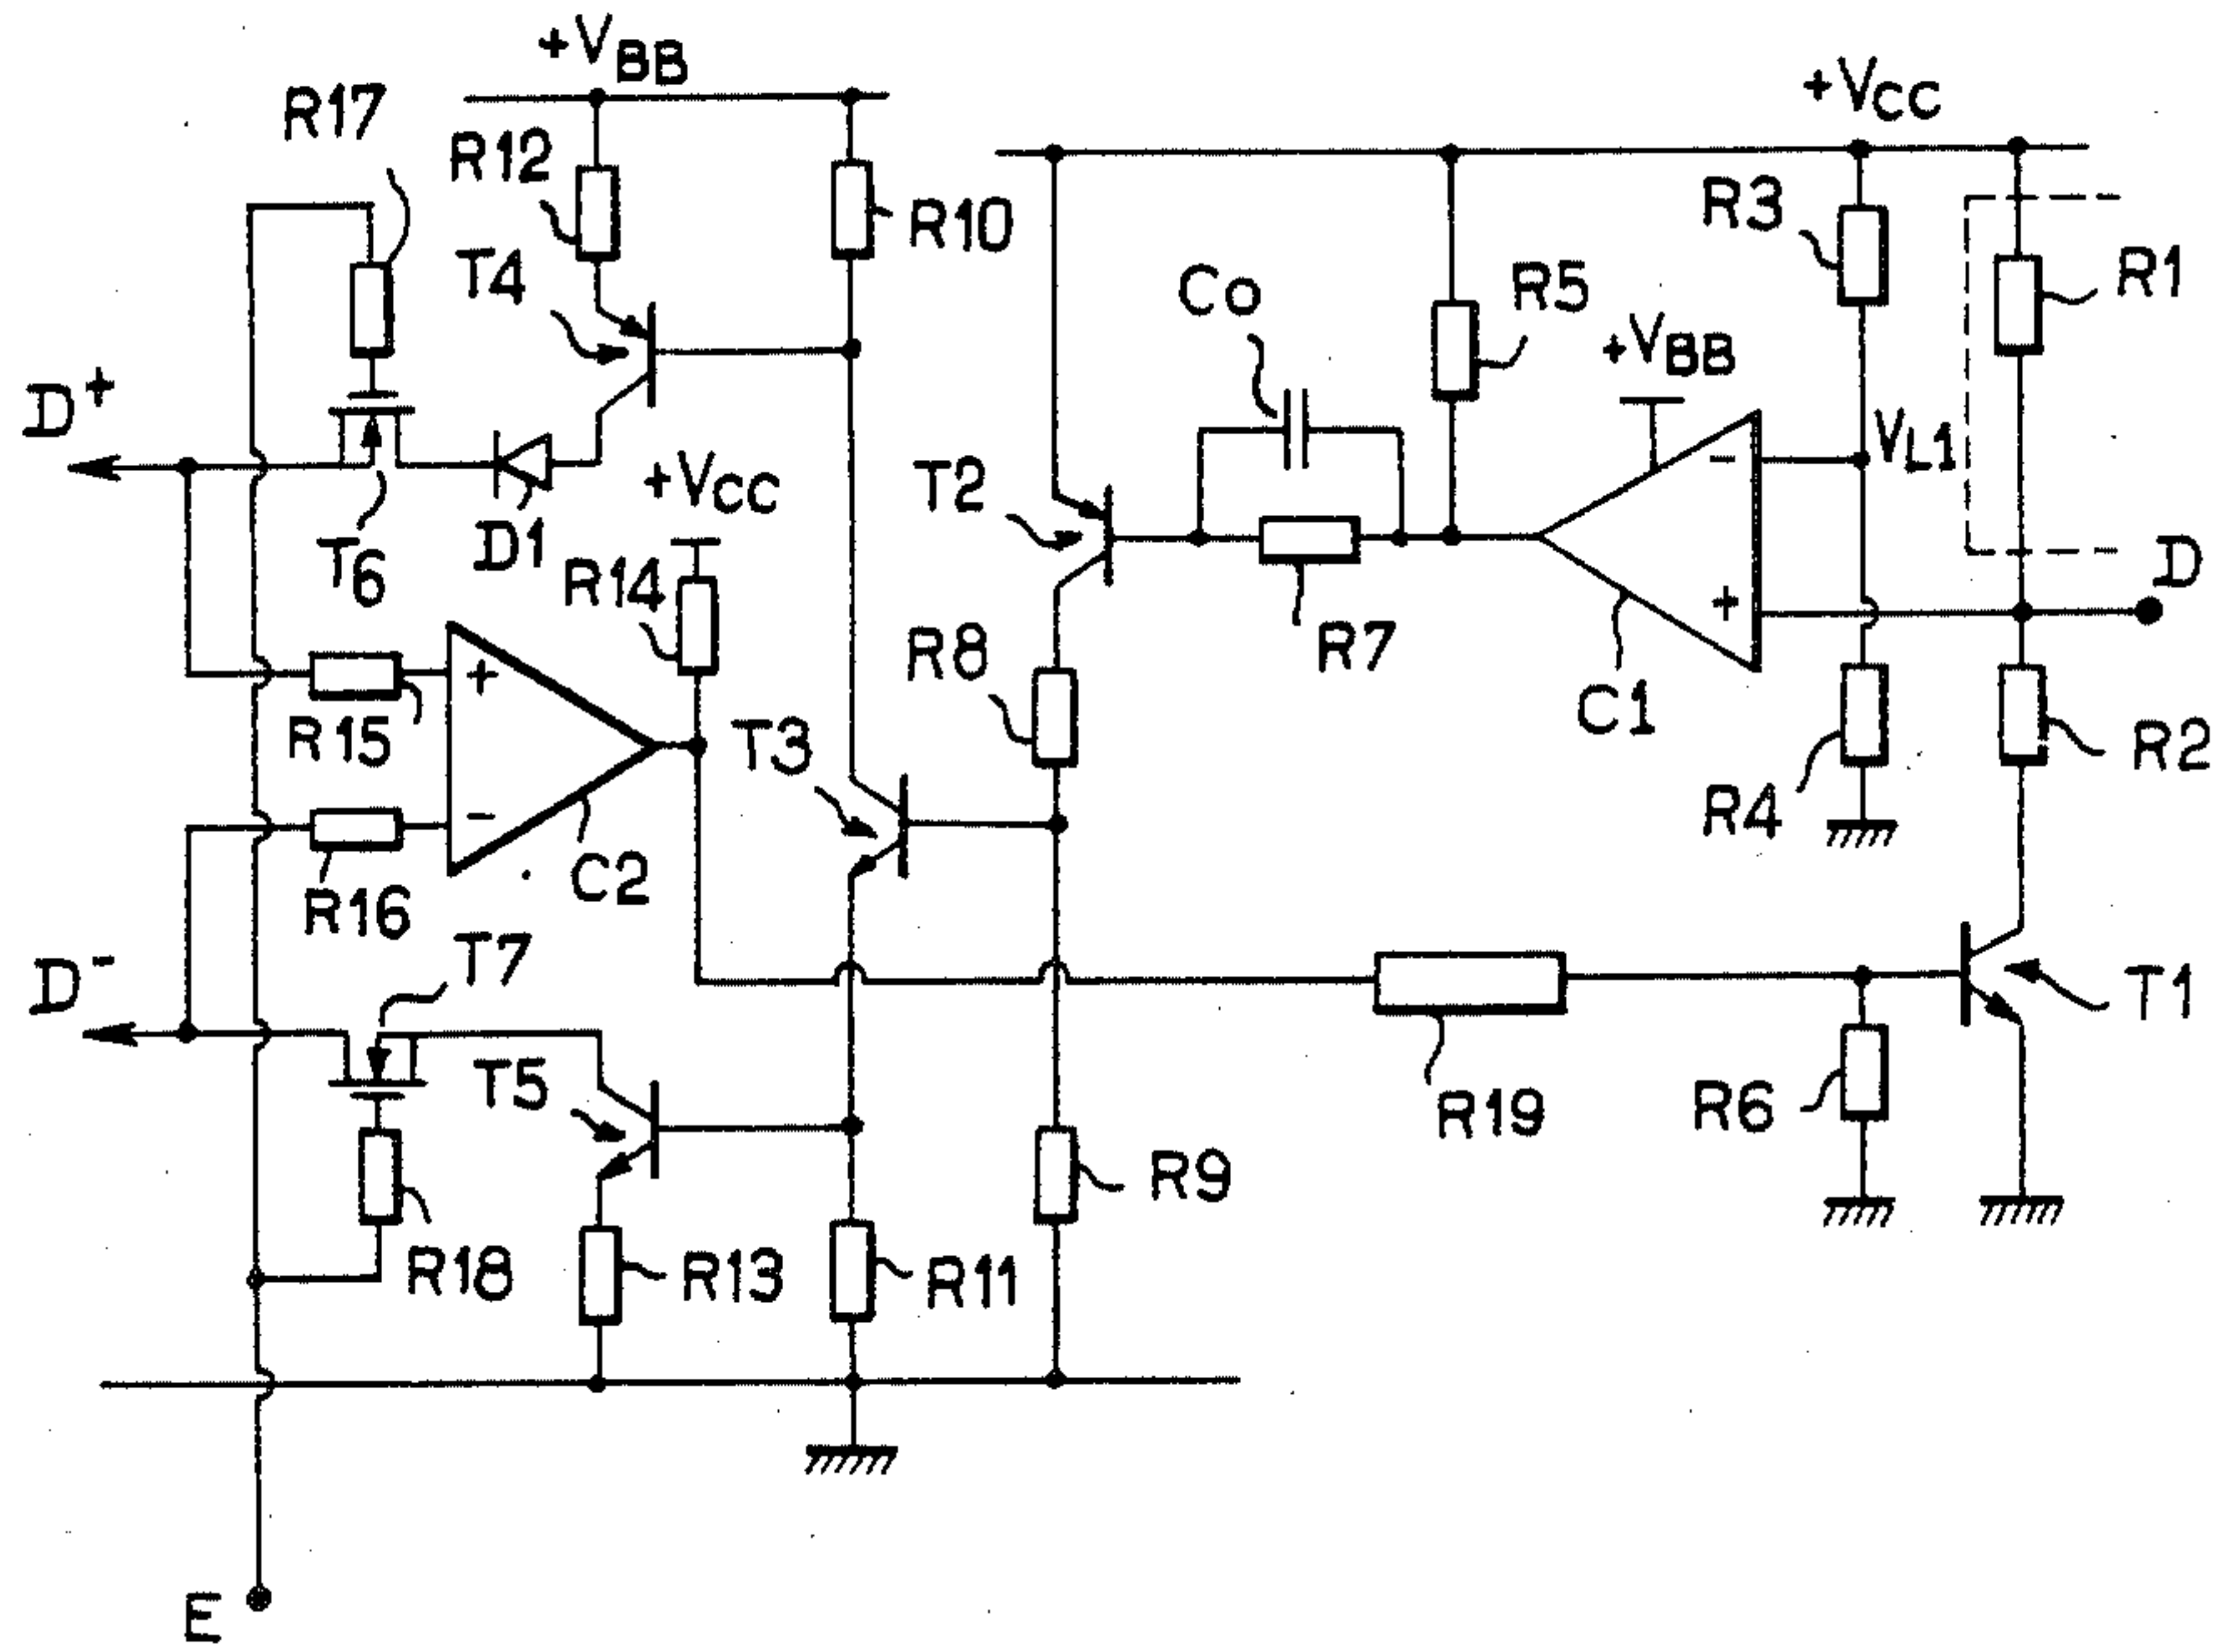 +VBB
+VCC
R17
R12
R10
R3
R1
T4
Co
R5
+VBB
D+
VL1
+VCC
T2
D
T6
D1
R14
R8
R7
C1
R15
T3
R2
R4
R16
C2
T7
D-
T1
T5
R19
R6
R9
R18
R13
R11
E
+
-
-
+